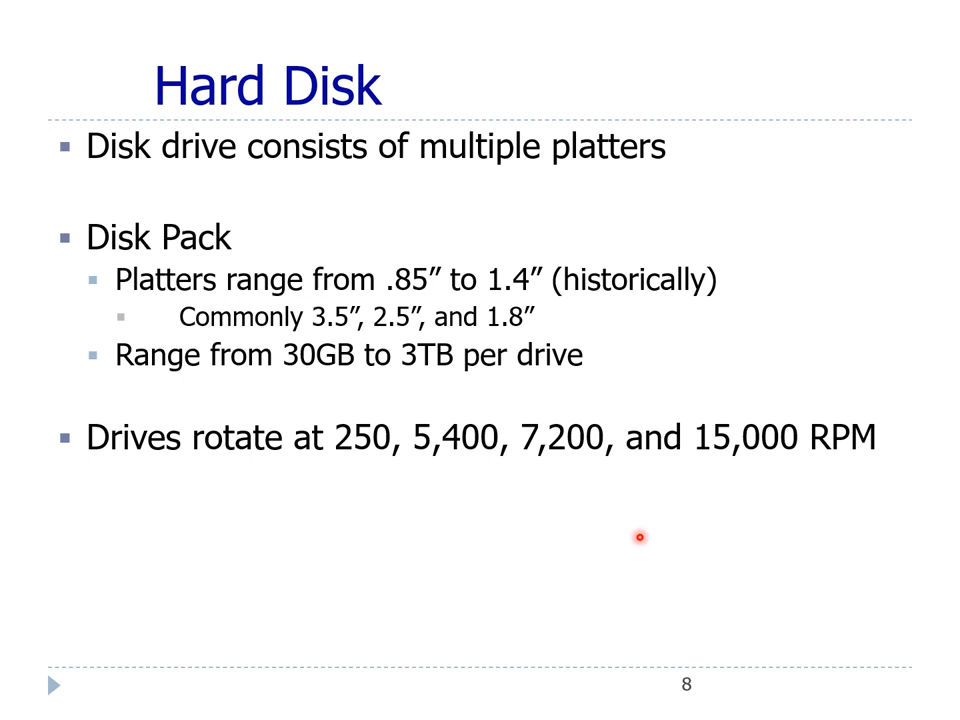 Hard Disk
Disk drive consists of multiple platters
Disk Pack
Platters range from .85” to 1.4” (historically)
Commonly 3.5”, 2.5”, and 1.8”
Range from 30GB to 3TB per drive
Drives rotate at 250, 5,400, 7,200, and 15,000 RPM
8